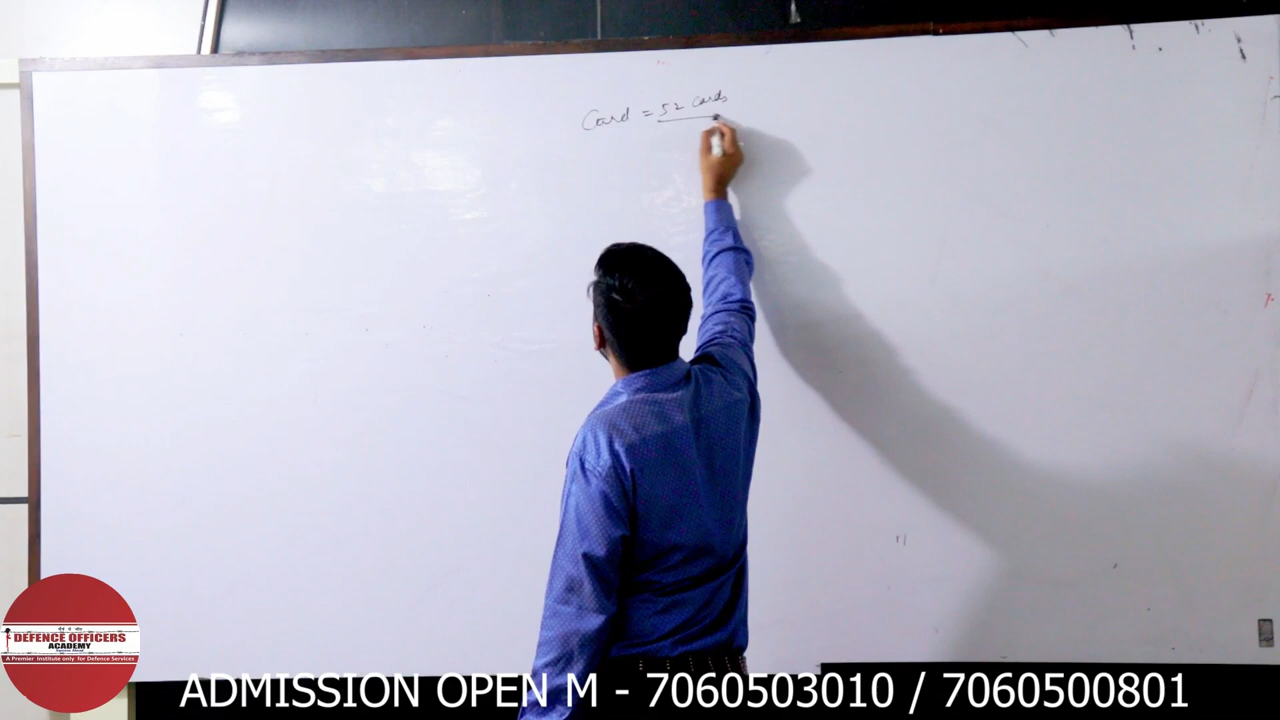 Card = 52 cards
DEFENCE OFFICERS
ACADEMY
A Premier Institute only for Defence Services
ADMISSION OPEN M - 7060503010 / 7060500801